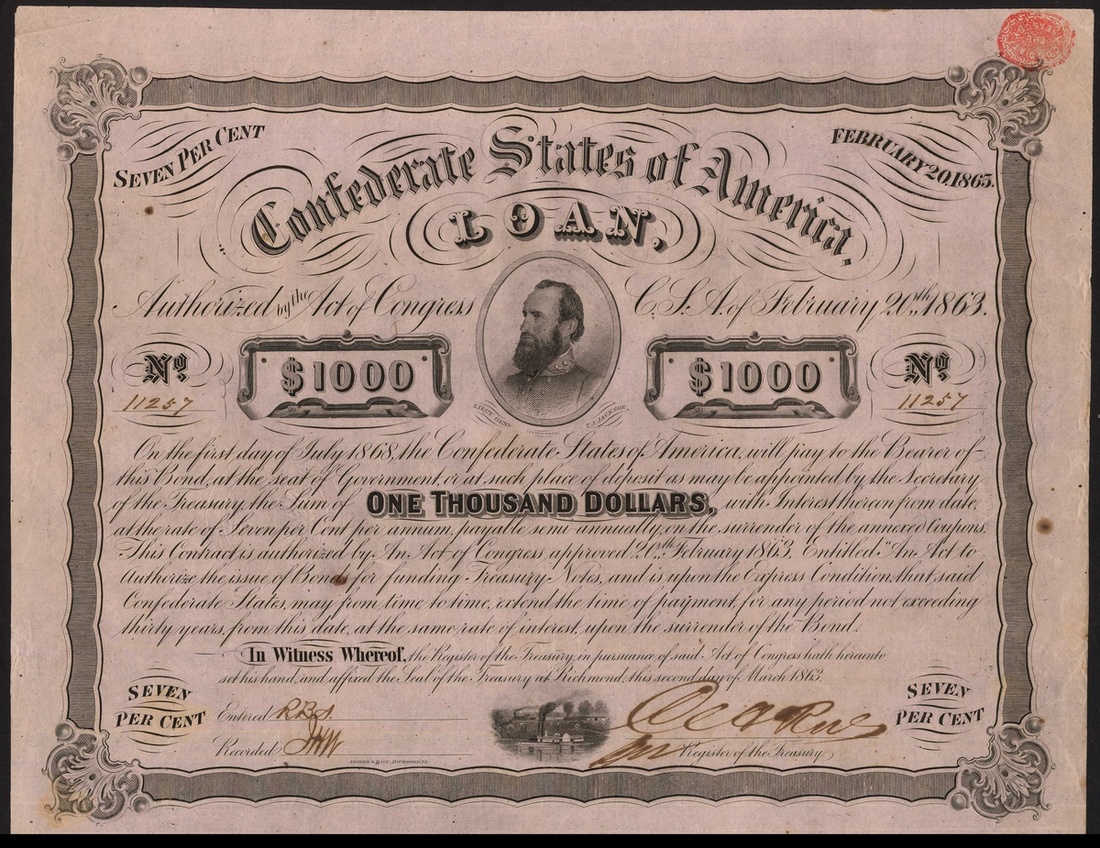 SEVEN PER CENT
FEBRUARY 20. 1863.
Confederate States of America.
LOAN,
Authorized by the Act of Congress C. S. A. of February 20th. 1863.
No. No.
$1000 $1000
11257 11257
LIEUT. GENL. T. J. JACKSON.
On the first day of July 1868, the Confederate States of America, will pay to the Bearer of
this Bond, at the seat of Government, or at such place of deposit as may be appointed by the Secretary
of the Treasury, the Sum of ONE THOUSAND DOLLARS, with Interest hereon from date,
at the rate of Seven per Cent per annum, payable semi annually, on the surrender of the annexed Coupons.
This Contract is authorized by An Act of Congress approved 20th. February 1863. Entitled "An Act to
Authorize the issue of Bonds for funding Treasury Notes, and is upon the Express Condition, that said
Confederate States, may from time to time, extend the time of payment, for any period not exceeding
thirty years, from this date, at the same rate of interest, upon the surrender of the Bond.
In Witness Whereof, the Register of the Treasury, in pursuance of said Act of Congress hath hereunto
set his hand, and affixed the Seal of the Treasury at Richmond, this second day of March 1863.
SEVEN PER CENT
SEVEN PER CENT
Entered
Recorded JHW
Register of the Treasury
ARCHER & DALY, RICHMOND, VA.